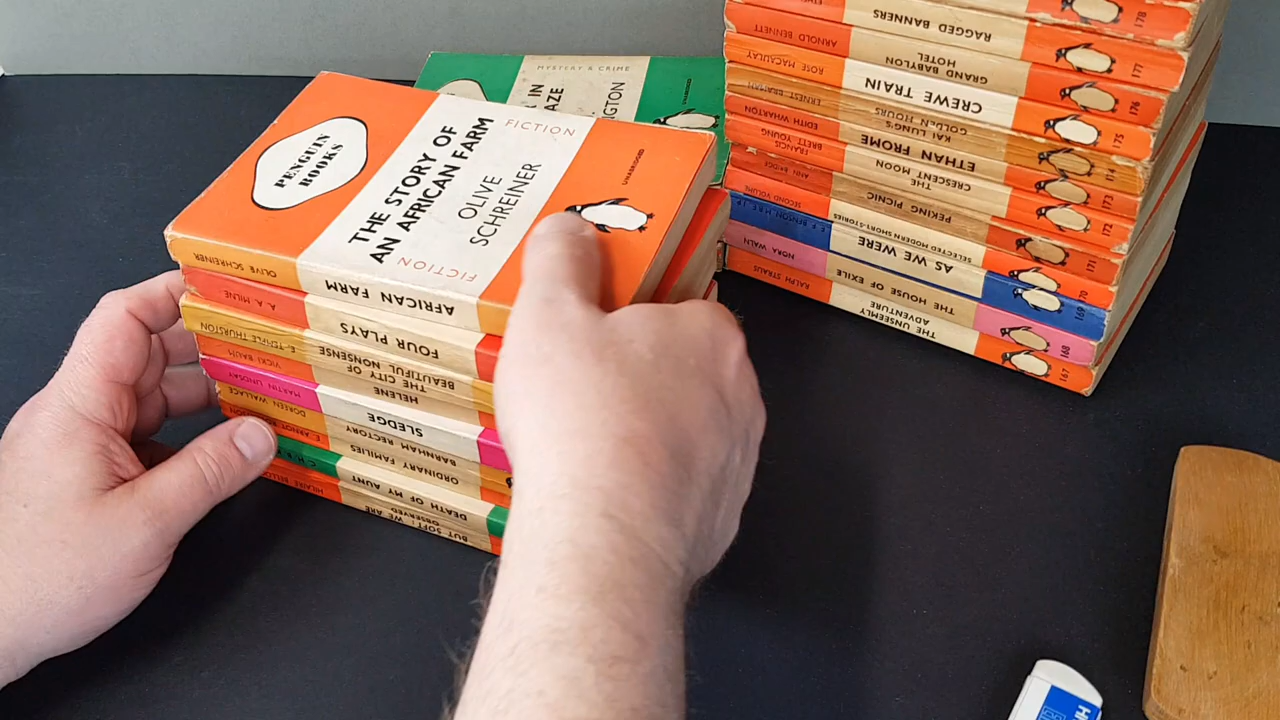 PENGUIN
BOOKS
THE STORY OF
AN AFRICAN FARM
OLIVE
SCHREINER
FICTION
FICTION
UNABRIDGED
MYSTERY & CRIME
IN
OLIVE SCHREINER
AFRICAN FARM
A. A. MILNE
FOUR PLAYS
E. TEMPLE THURSTON
THE CITY OF
BEAUTIFUL NONSENSE
VICKI BAUM
HELENE
MARTIN LINDSAY
SLEDGE
DOREEN WALLACE
BARNHAM RECTORY
ORDINARY FAMILIES
DEATH OF MY AUNT
BUT SOFT: WE ARE
OBSERVED
178
RAGGED BANNERS
177
ARNOLD BENNETT
GRAND BABYLON
HOTEL
176
ROSE MACAULAY
CREWE TRAIN
175
ERNEST BRAMAH
KAI LUNG'S
GOLDEN HOURS
174
EDITH WHARTON
ETHAN FROME
173
FRANCIS
BRETT YOUNG
THE
CRESCENT MOON
172
ANN BRIDGE
PEKING PICNIC
171
SECOND VOLUME
SELECTED MODERN SHORT STORIES
70
AS WE WERE
169
NORA WALN
THE HOUSE OF EXILE
168
RALPH STRAUS
THE UNSEEMLY
ADVENTURE
167